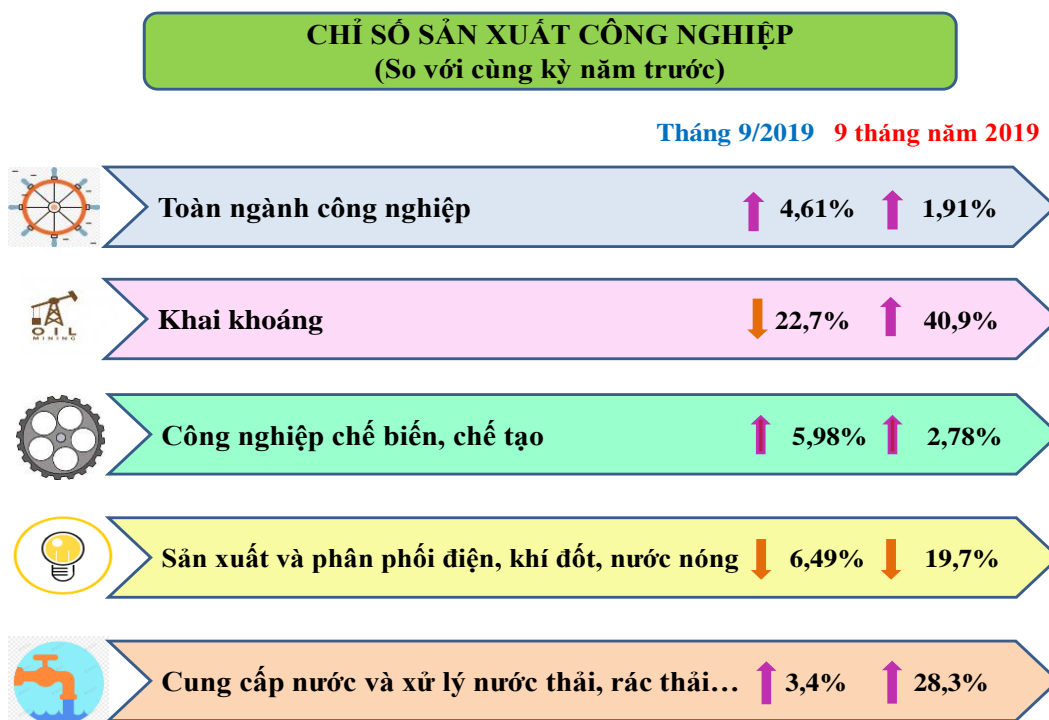 CHỈ SỐ SẢN XUẤT CÔNG NGHIỆP
(So với cùng kỳ năm trước)
Tháng 9/2019 9 tháng năm 2019
Toàn ngành công nghiệp 4,61% 1,91%
OIL
MINING
Khai khoáng 22,7% 40,9%
Công nghiệp chế biến, chế tạo 5,98% 2,78%
Sản xuất và phân phối điện, khí đốt, nước nóng 6,49% 19,7%
Cung cấp nước và xử lý nước thải, rác thải... 3,4% 28,3%